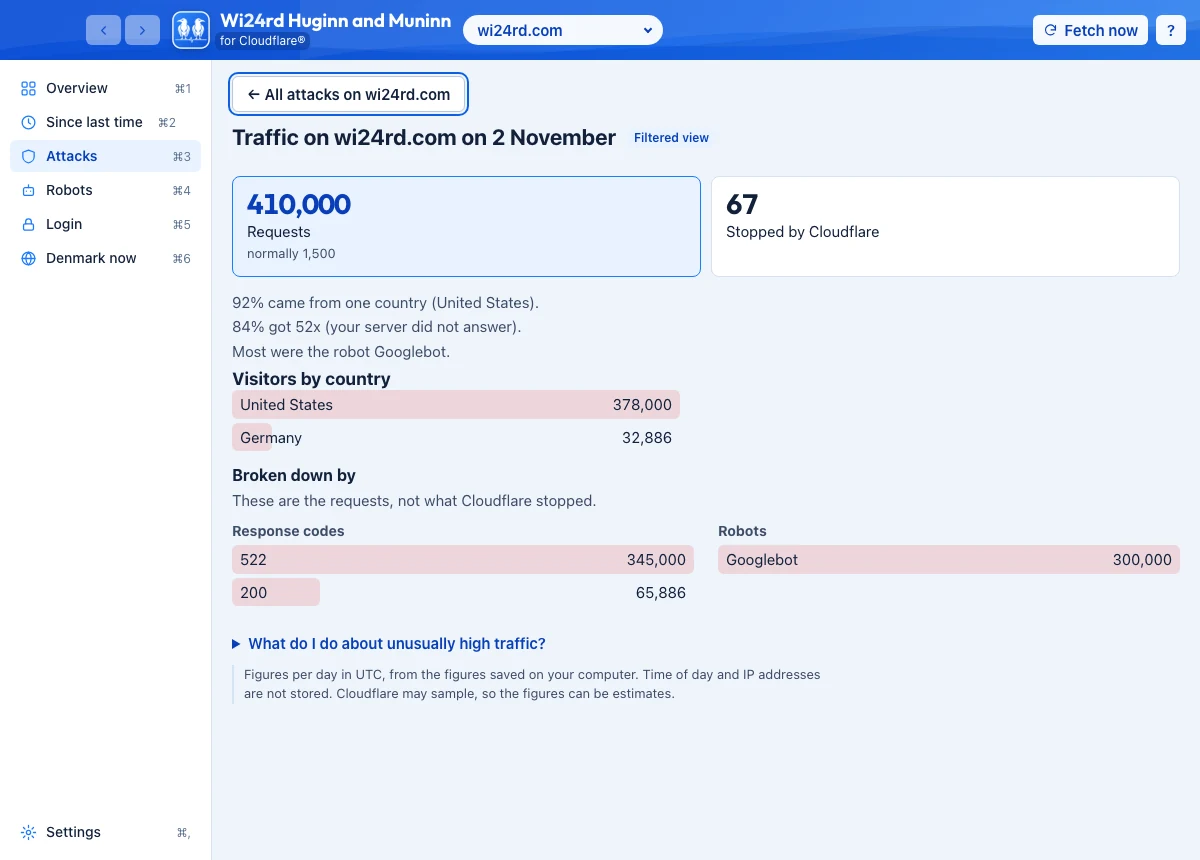 Wi24rd Huginn and Muninn
for Cloudflare®
wi24rd.com
Fetch now
?
Overview ⌘1
Since last time ⌘2
Attacks ⌘3
Robots ⌘4
Login ⌘5
Denmark now ⌘6
Settings ⌘,
← All attacks on wi24rd.com
Traffic on wi24rd.com on 2 November Filtered view
410,000
Requests
normally 1,500
67
Stopped by Cloudflare
92% came from one country (United States).
84% got 52x (your server did not answer).
Most were the robot Googlebot.
Visitors by country
United States 378,000
Germany 32,886
Broken down by
These are the requests, not what Cloudflare stopped.
Response codes
522 345,000
200 65,886
Robots
Googlebot 300,000
What do I do about unusually high traffic?
Figures per day in UTC, from the figures saved on your computer. Time of day and IP addresses
are not stored. Cloudflare may sample, so the figures can be estimates.